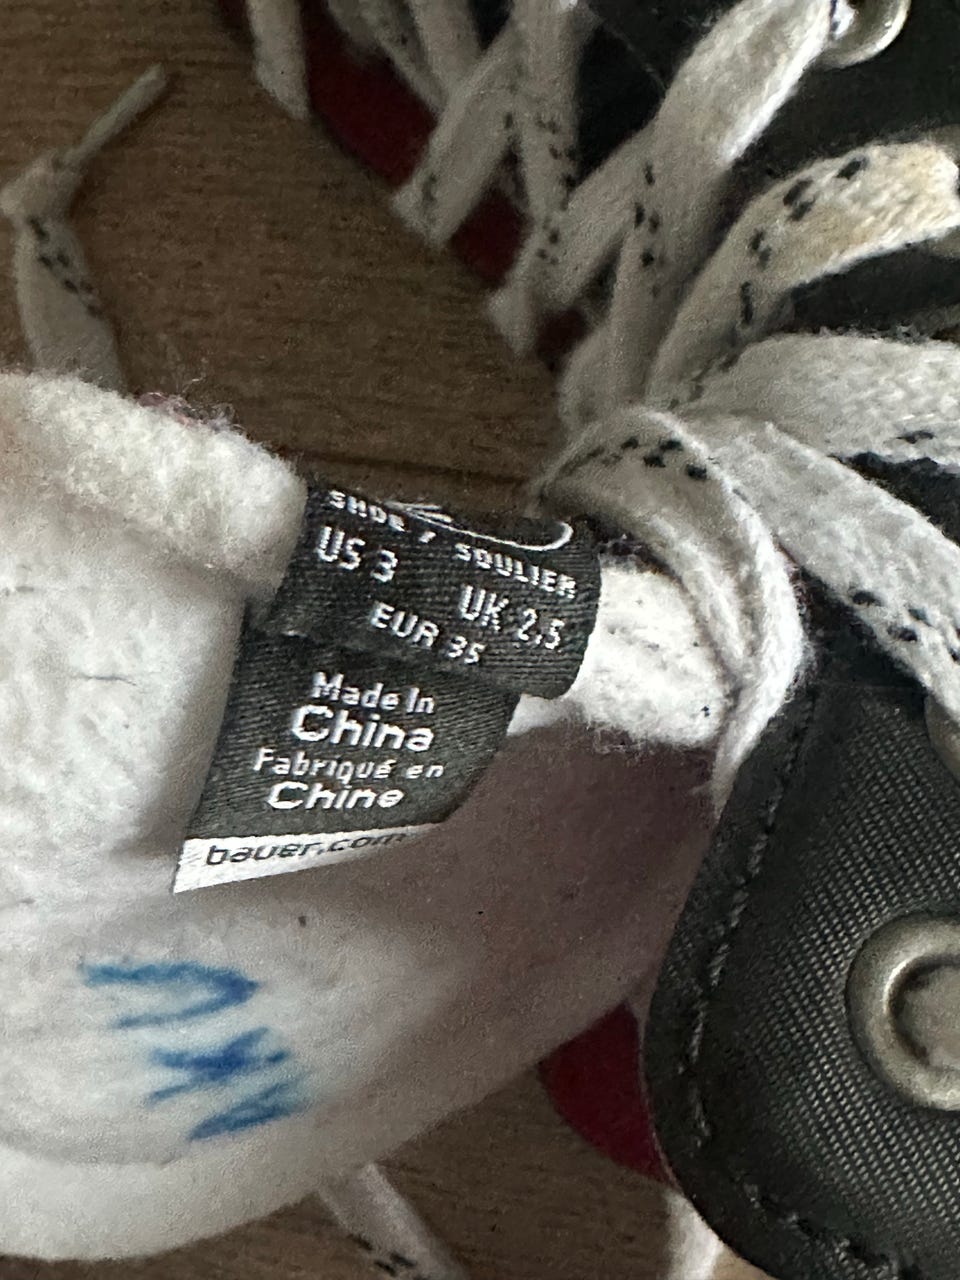 SHOE / SOULIER
US 3 UK 2,5
EUR 35
Made In
China
Fabriqué en
Chine
bauer.com